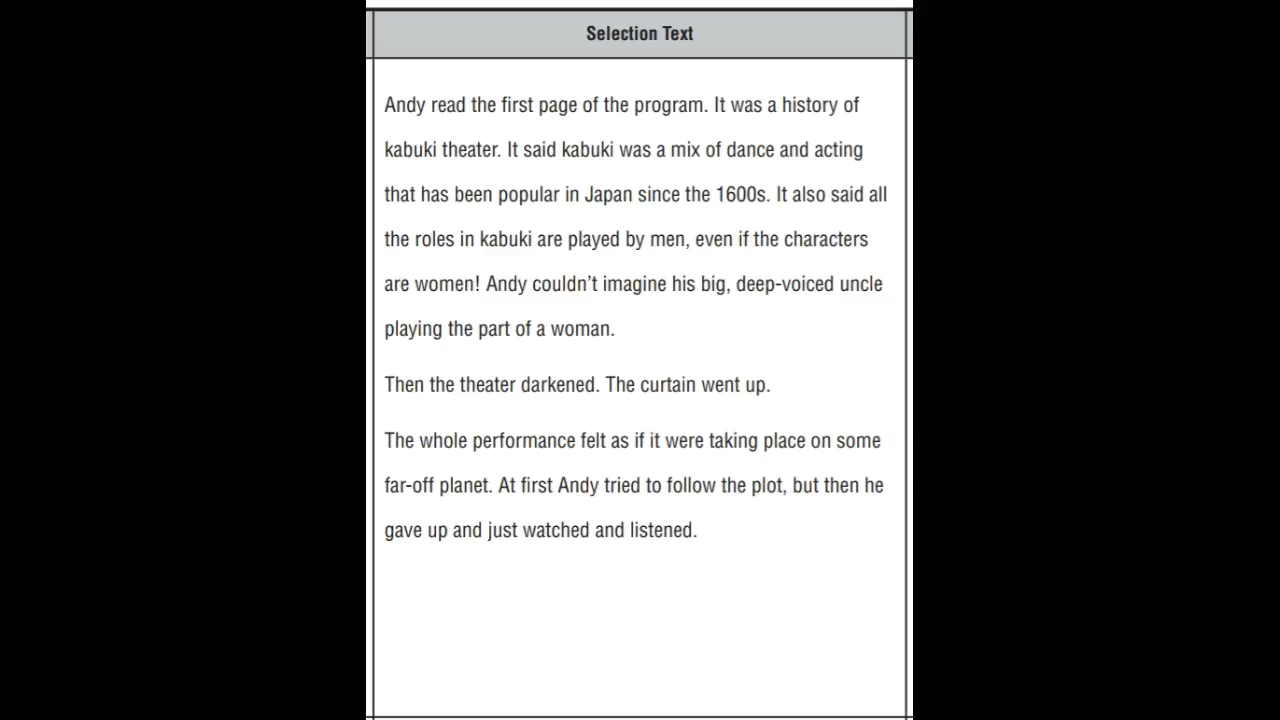 Selection Text
Andy read the first page of the program. It was a history of
kabuki theater. It said kabuki was a mix of dance and acting
that has been popular in Japan since the 1600s. It also said all
the roles in kabuki are played by men, even if the characters
are women! Andy couldn’t imagine his big, deep-voiced uncle
playing the part of a woman.
Then the theater darkened. The curtain went up.
The whole performance felt as if it were taking place on some
far-off planet. At first Andy tried to follow the plot, but then he
gave up and just watched and listened.